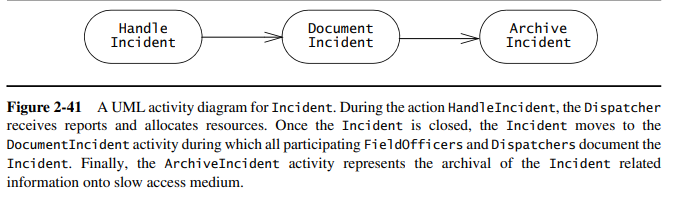 Handle
Incident
Document
Incident
Archive
Incident
Figure 2-41 A UML activity diagram for Incident. During the action HandleIncident, the Dispatcher
receives reports and allocates resources. Once the Incident is closed, the Incident moves to the
DocumentIncident activity during which all participating FieldOfficers and Dispatchers document the
Incident. Finally, the ArchiveIncident activity represents the archival of the Incident related
information onto slow access medium.